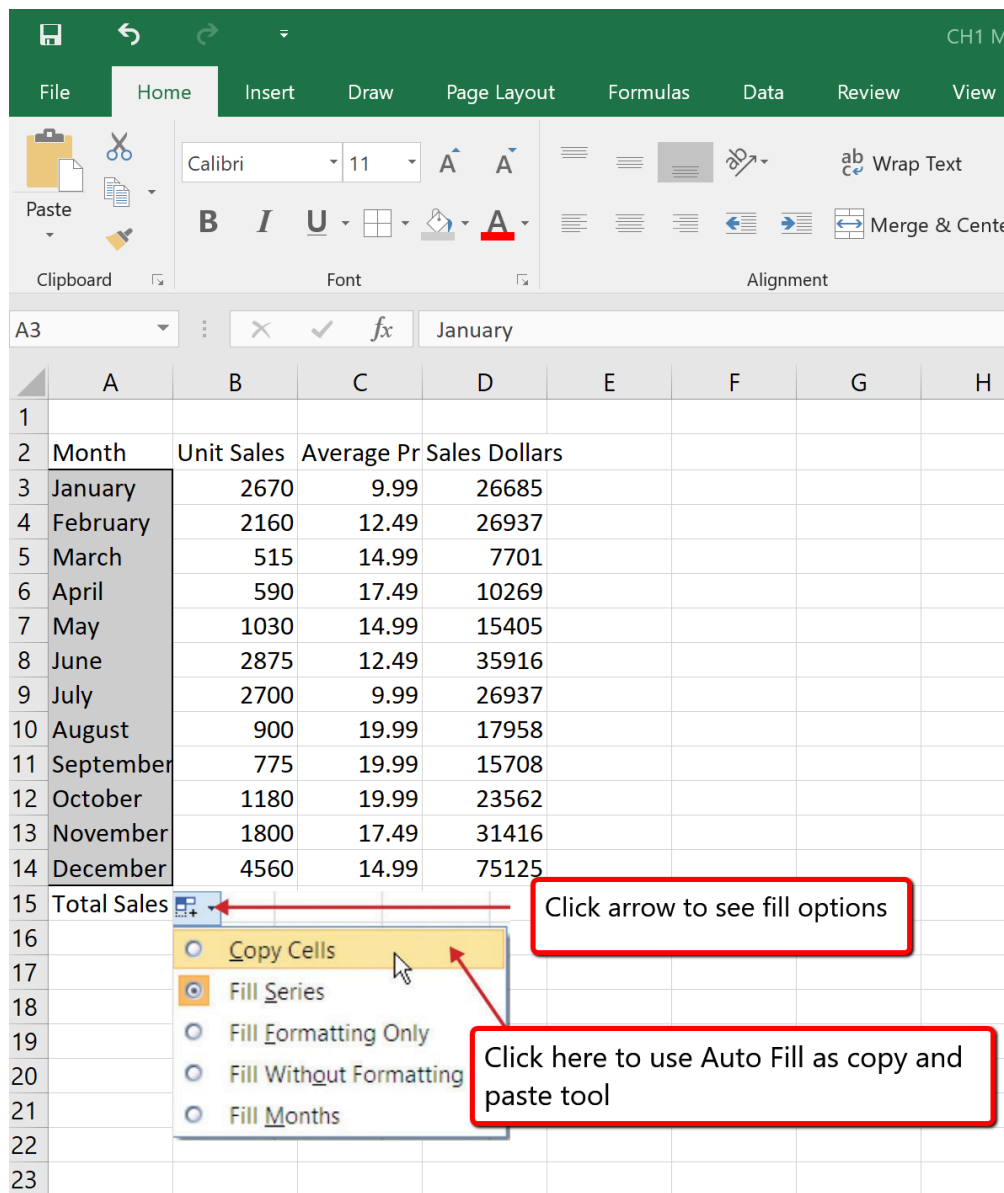 CH1 M
File Home Insert Draw Page Layout Formulas Data Review View
Calibri 11 A A ab c Wrap Text
Paste B I U A Merge & Cente
Clipboard Font Alignment
A3 fx January
A B C D E F G H
1
2 Month Unit Sales Average Pr Sales Dollars
3 January 2670 9.99 26685
4 February 2160 12.49 26937
5 March 515 14.99 7701
6 April 590 17.49 10269
7 May 1030 14.99 15405
8 June 2875 12.49 35916
9 July 2700 9.99 26937
10 August 900 19.99 17958
11 September 775 19.99 15708
12 October 1180 19.99 23562
13 November 1800 17.49 31416
14 December 4560 14.99 75125
15 Total Sales Click arrow to see fill options
16 Copy Cells
17 Fill Series
18
19 Fill Formatting Only
20 Fill Without Formatting Click here to use Auto Fill as copy and
21 Fill Months paste tool
22
23